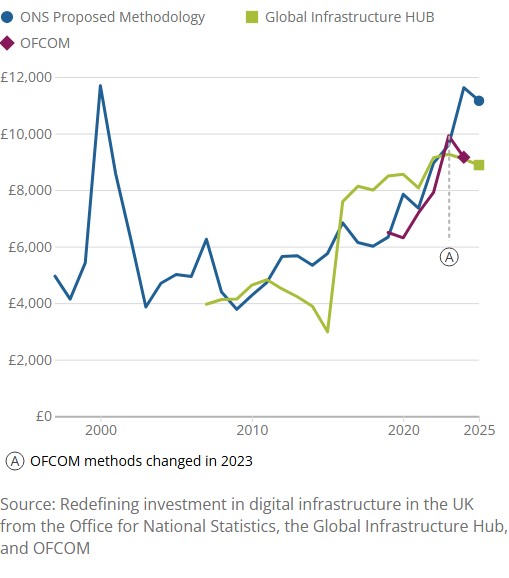 ONS Proposed Methodology
Global Infrastructure HUB
OFCOM
£12,000
£10,000
£8,000
£6,000
£4,000
£2,000
£0
A
2000
2010
2020
2025
A OFCOM methods changed in 2023
Source: Redefining investment in digital infrastructure in the UK
from the Office for National Statistics, the Global Infrastructure Hub,
and OFCOM